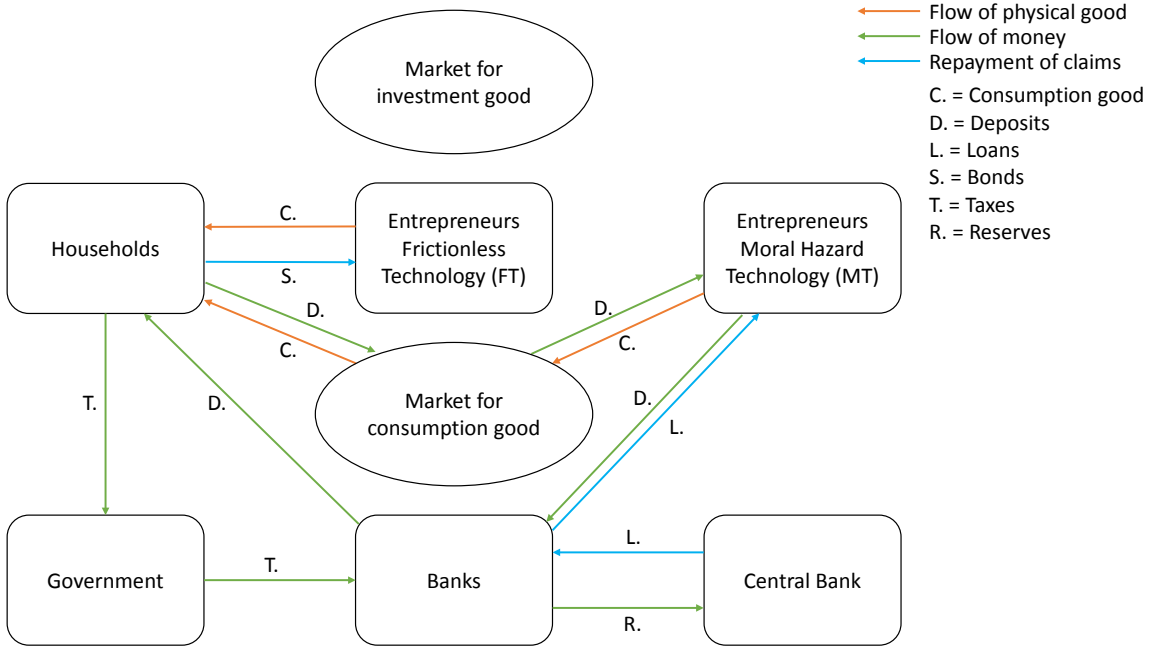 Flow of physical good
Flow of money
Repayment of claims
C. = Consumption good
D. = Deposits
L. = Loans
S. = Bonds
T. = Taxes
R. = Reserves
Market for
investment good
Households
C.
S.
Entrepreneurs
Frictionless
Technology (FT)
Entrepreneurs
Moral Hazard
Technology (MT)
D.
C.
D.
C.
Market for
consumption good
T.
D.
D.
L.
Government
T.
Banks
L.
R.
Central Bank